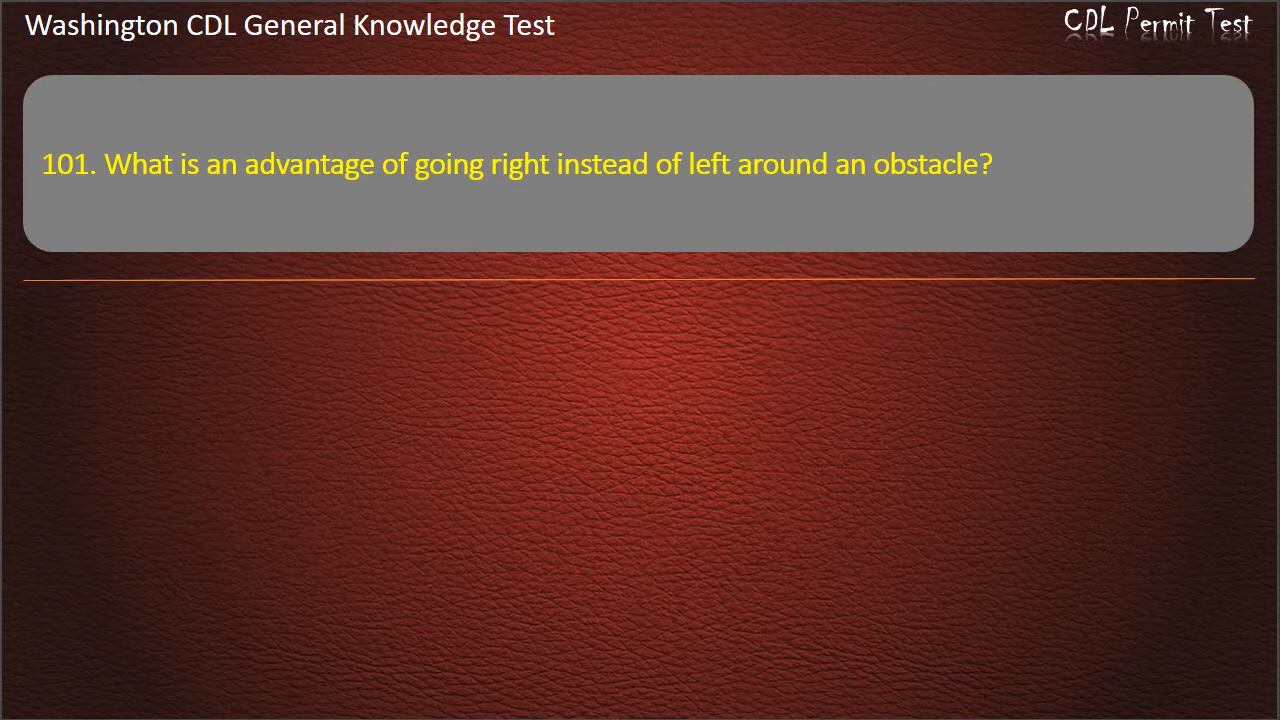 Washington CDL General Knowledge Test
CDL Permit Test
101. What is an advantage of going right instead of left around an obstacle?